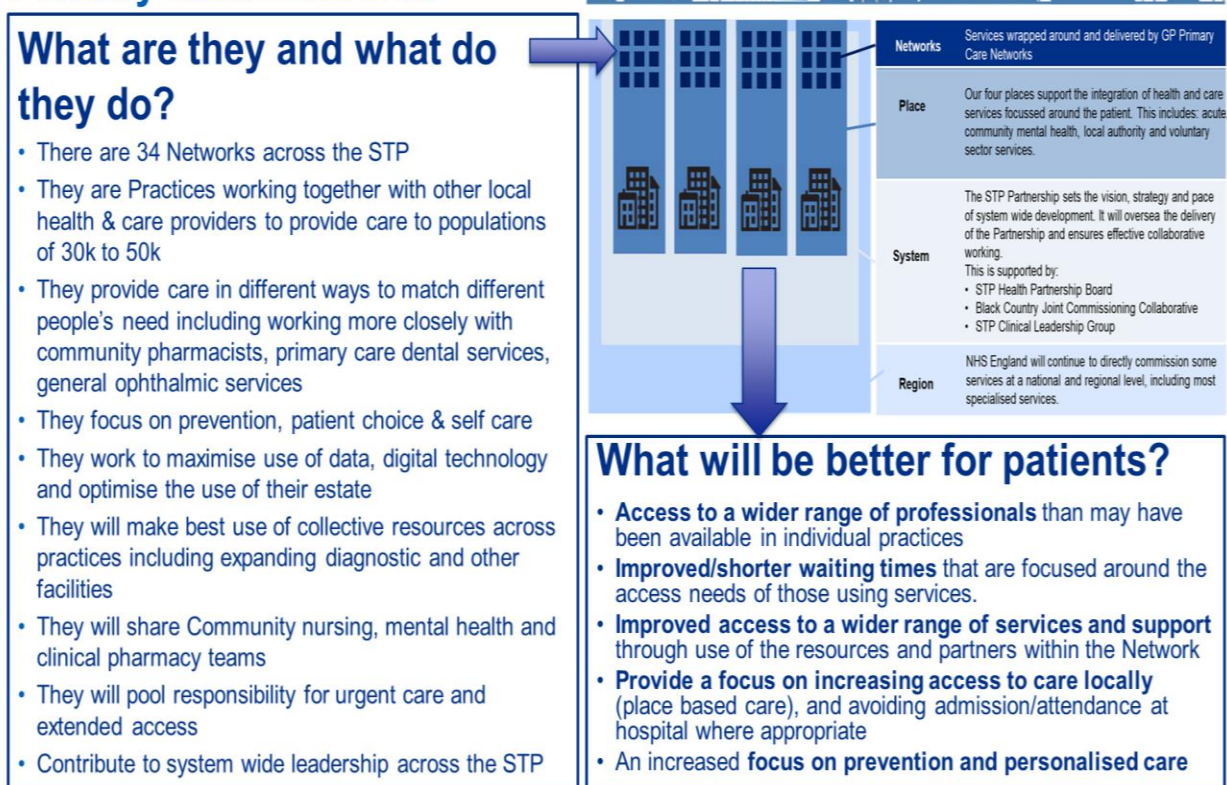 What are they and what do
they do?
• There are 34 Networks across the STP
• They are Practices working together with other local
health & care providers to provide care to populations
of 30k to 50k
• They provide care in different ways to match different
people's need including working more closely with
community pharmacists, primary care dental services,
general ophthalmic services
• They focus on prevention, patient choice & self care
• They work to maximise use of data, digital technology
and optimise the use of their estate
• They will make best use of collective resources across
practices including expanding diagnostic and other
facilities
• They will share Community nursing, mental health and
clinical pharmacy teams
• They will pool responsibility for urgent care and
extended access
• Contribute to system wide leadership across the STP
Networks
Services wrapped around and delivered by GP Primary
Care Networks
Place
Our four places support the integration of health and care
services focussed around the patient. This includes: acute,
community mental health, local authority and voluntary
sector services.
System
The STP Partnership sets the vision, strategy and pace
of system wide development. It will oversea the delivery
of the Partnership and ensures effective collaborative
working.
This is supported by:
• STP Health Partnership Board
• Black Country Joint Commissioning Collaborative
• STP Clinical Leadership Group
Region
NHS England will continue to directly commission some
services at a national and regional level, including most
specialised services.
What will be better for patients?
• Access to a wider range of professionals than may have
been available in individual practices
• Improved/shorter waiting times that are focused around the
access needs of those using services.
• Improved access to a wider range of services and support
through use of the resources and partners within the Network
• Provide a focus on increasing access to care locally
(place based care), and avoiding admission/attendance at
hospital where appropriate
• An increased focus on prevention and personalised care